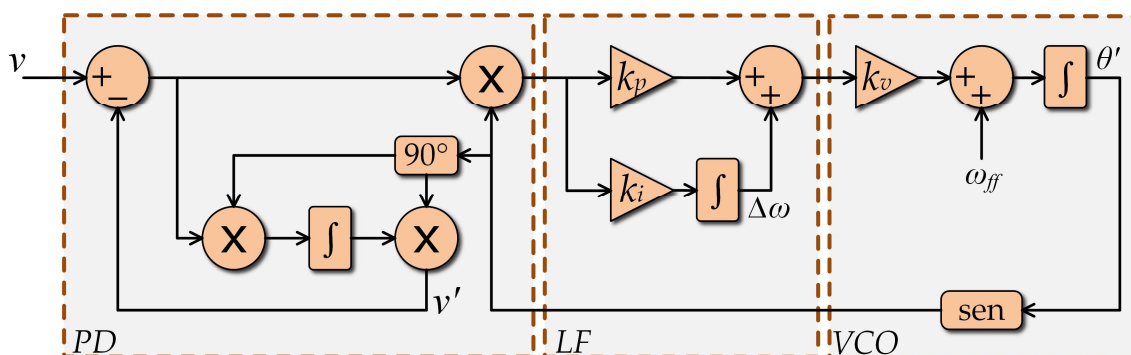 v
+
−
X
90°
X
∫
X
v′
PD
k_p
+
+
k_i
∫
Δω
LF
k_v
+
+
ω_ff
∫
θ′
sen
VCO